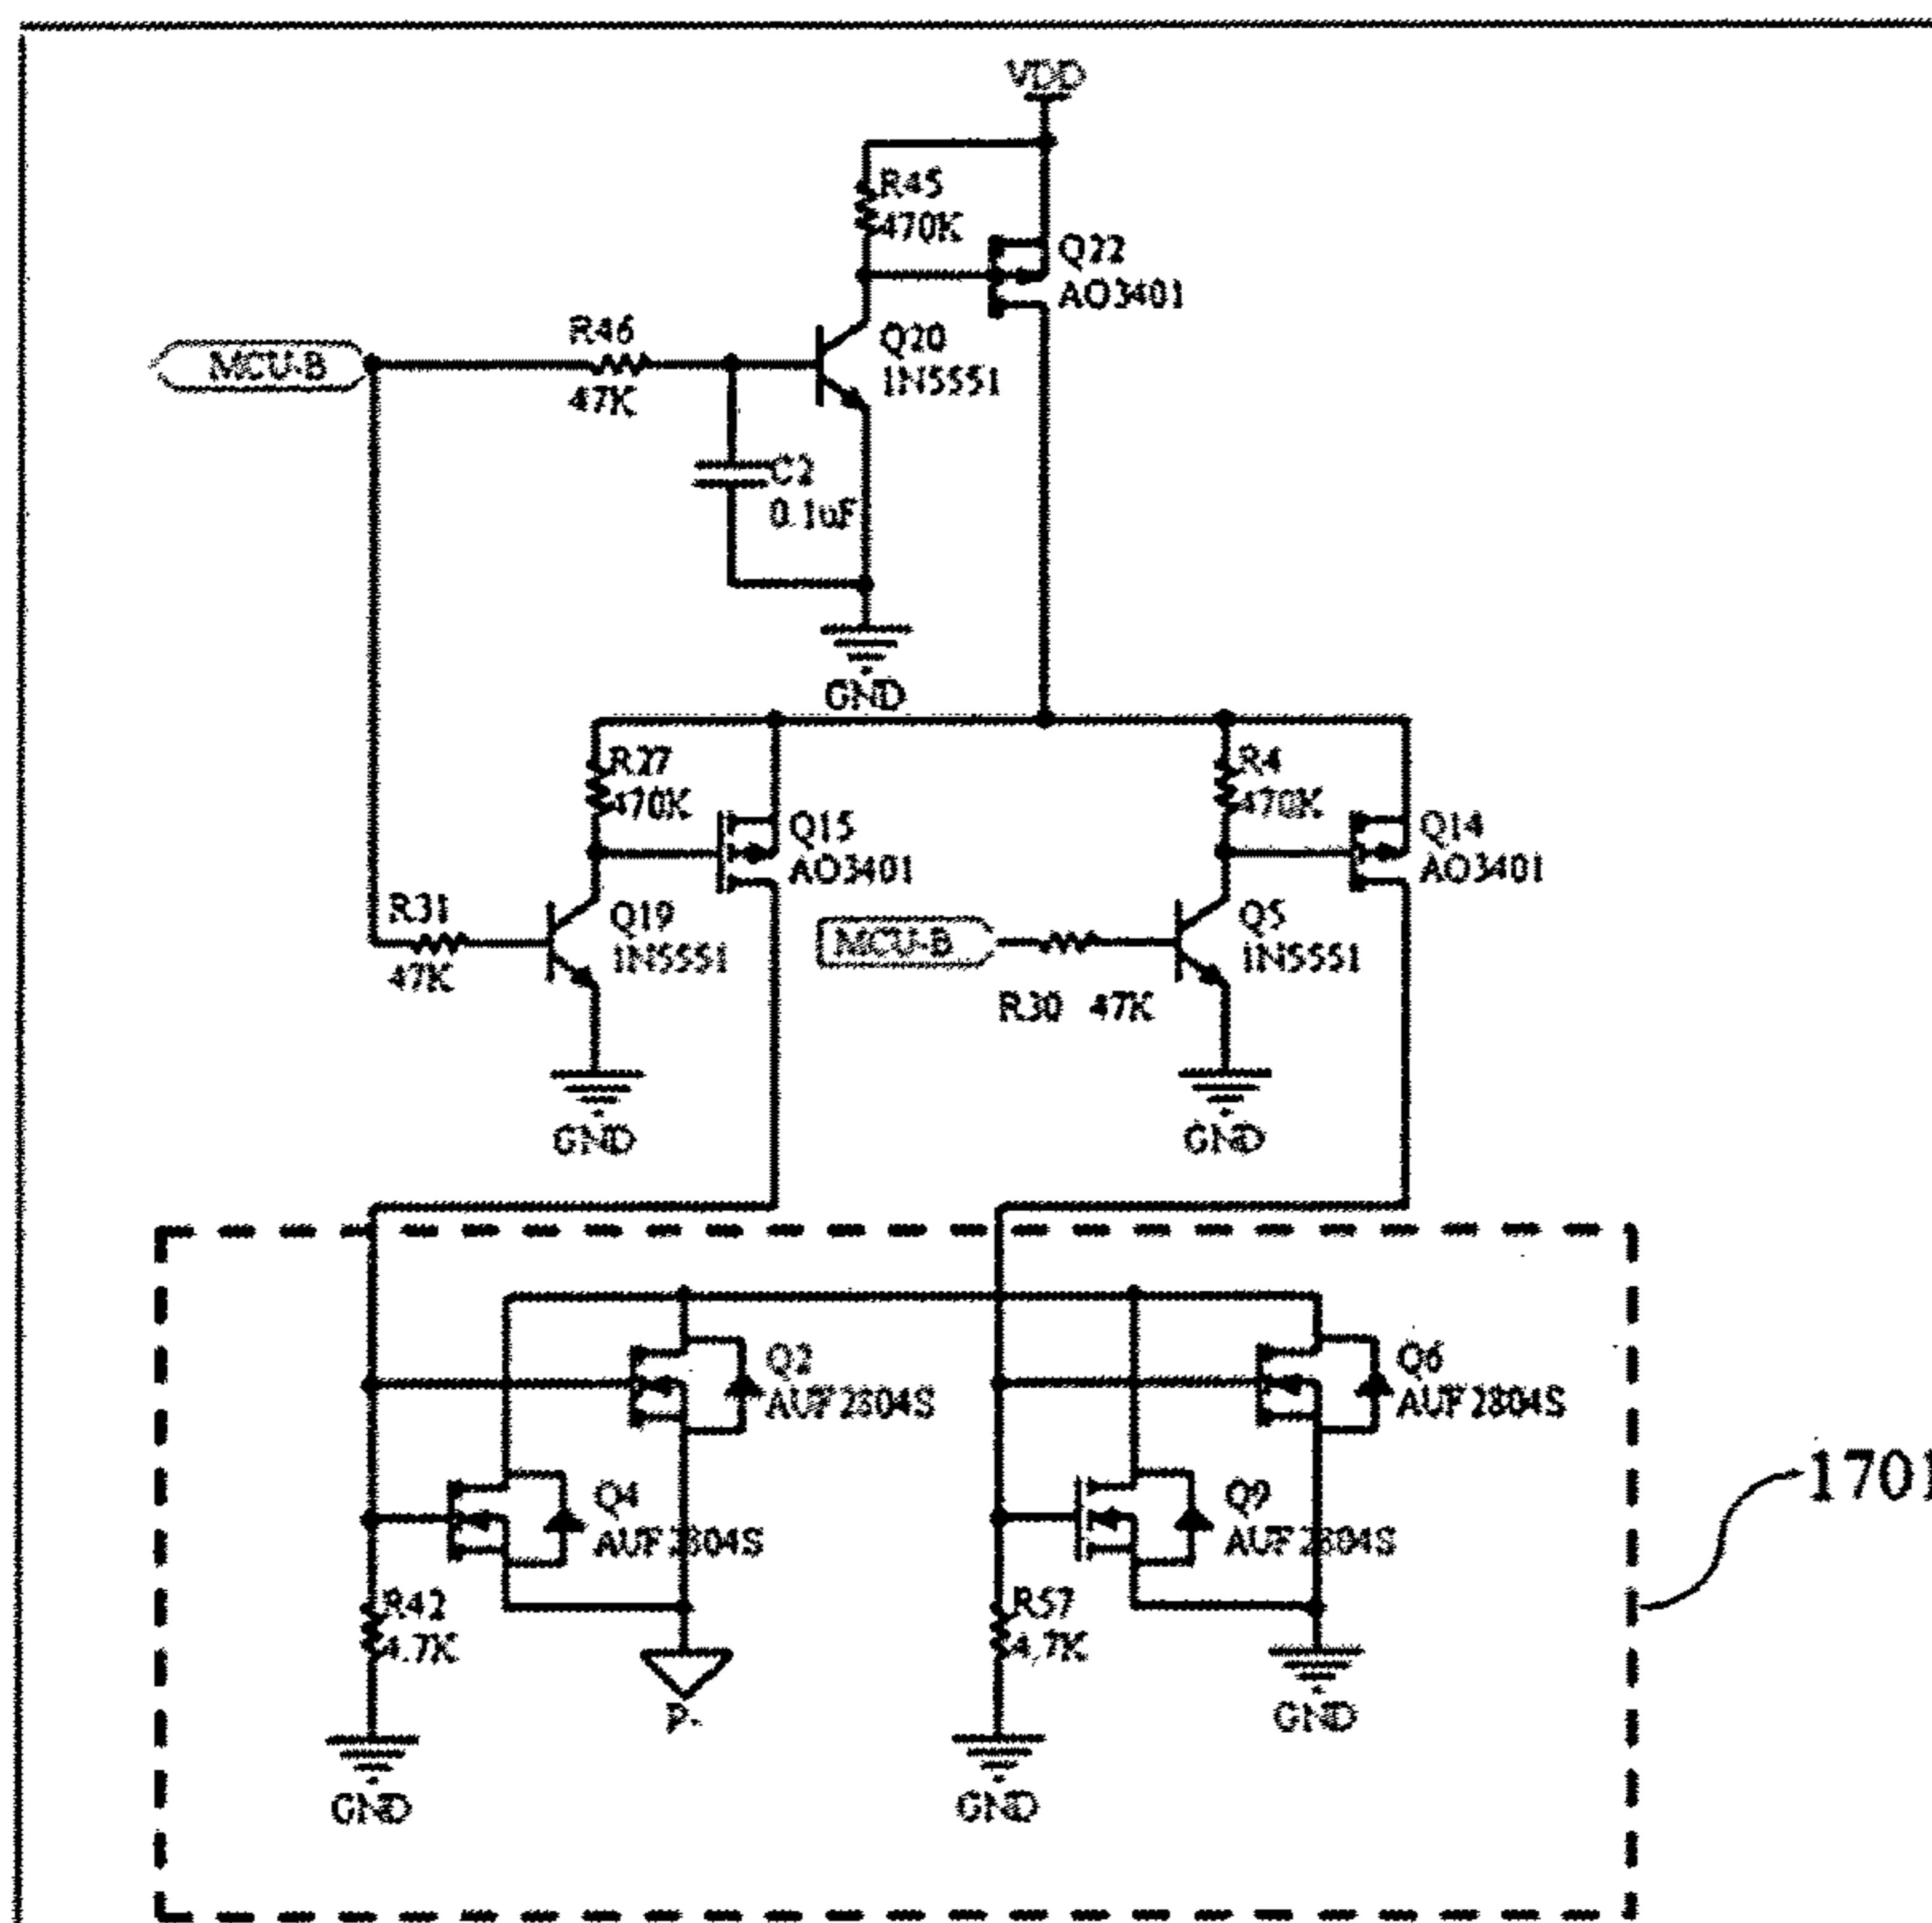 VDD
R45
470K
Q22
AO3401
R46
47K
MCU-B
Q20
1N5551
C2
0.1uF
GND
R27
470K
Q15
AO3401
R4
470K
Q14
AO3401
R31
47K
Q19
1N5551
MCU-B
R30 47K
Q5
1N5551
GND
GND
Q2
AUF2804S
Q6
AUF2804S
Q4
AUF2804S
Q9
AUF2804S
1701
R42
4.7K
R57
4.7K
P-
GND
GND
GND